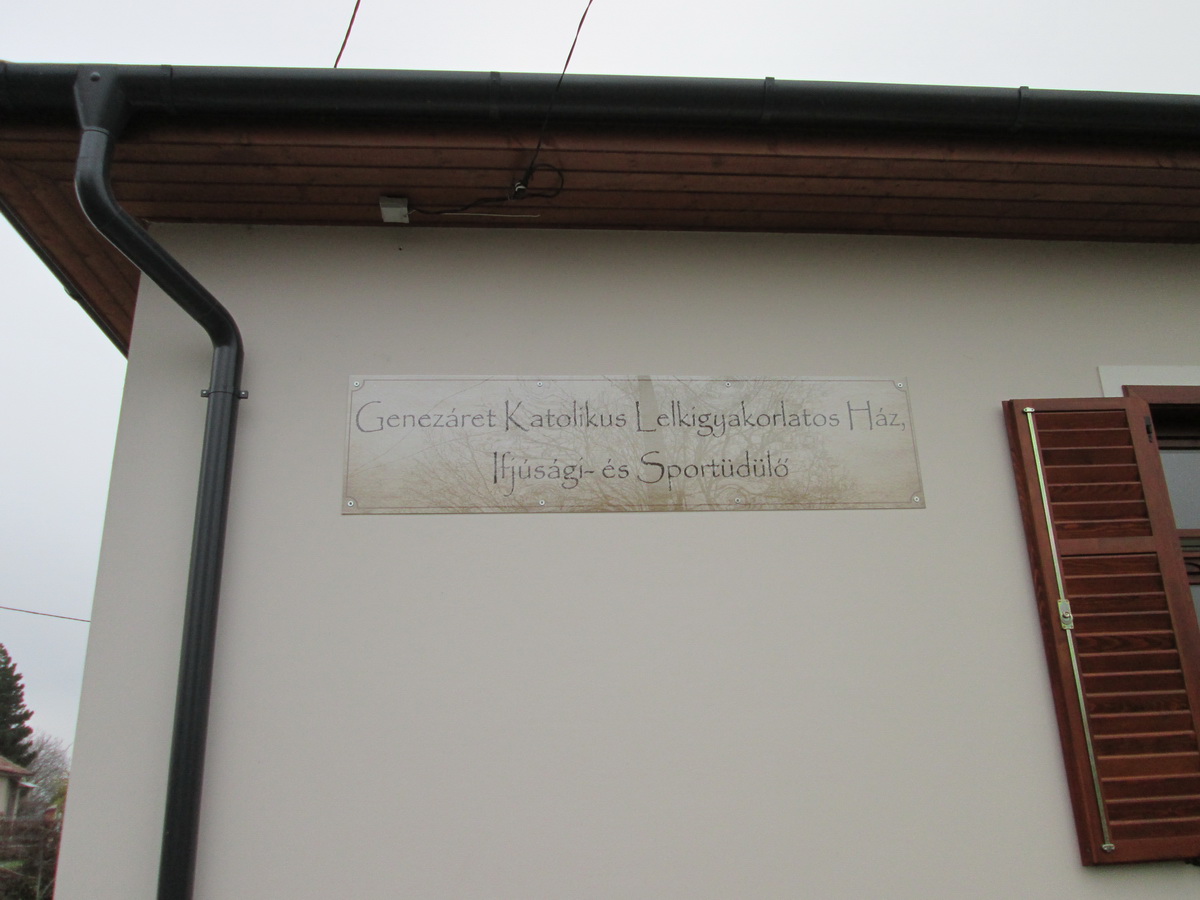 Genezáret Katolikus Lelkigyakorlatos Ház,
Ifjúsági- és Sportüdülő